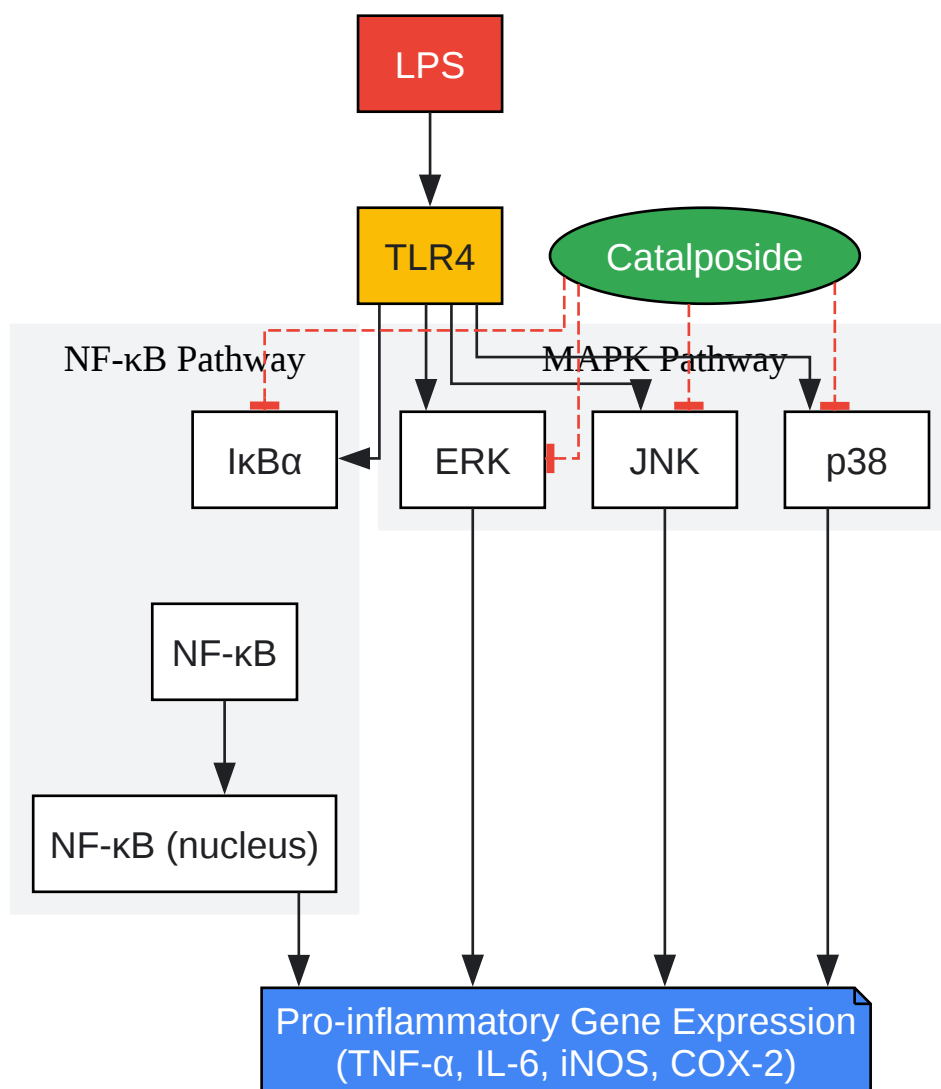 LPS
TLR4
Catalposide
NF-κB Pathway
MAPK Pathway
IκBα
ERK
JNK
p38
NF-κB
NF-κB (nucleus)
Pro-inflammatory Gene Expression
(TNF-α, IL-6, iNOS, COX-2)